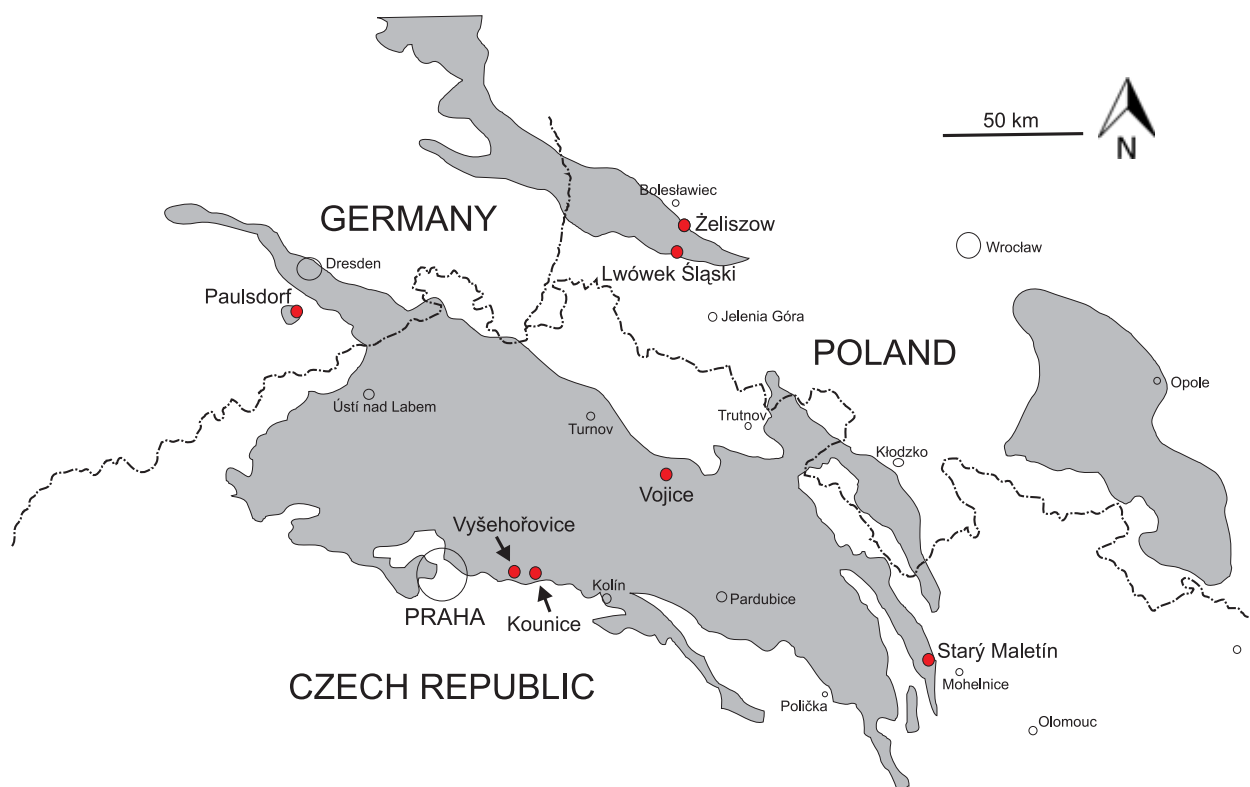 50 km
N
Bolesławiec
GERMANY
Żeliszow
Wrocław
Dresden
Lwówek Śląski
Paulsdorf
Jelenia Góra
POLAND
Opole
Ústí nad Labem
Turnov
Trutnov
Kłodzko
Vojice
Vyšehořovice
Kolín
Pardubice
PRAHA
Kounice
Starý Maletín
Mohelnice
CZECH REPUBLIC
Polička
Olomouc